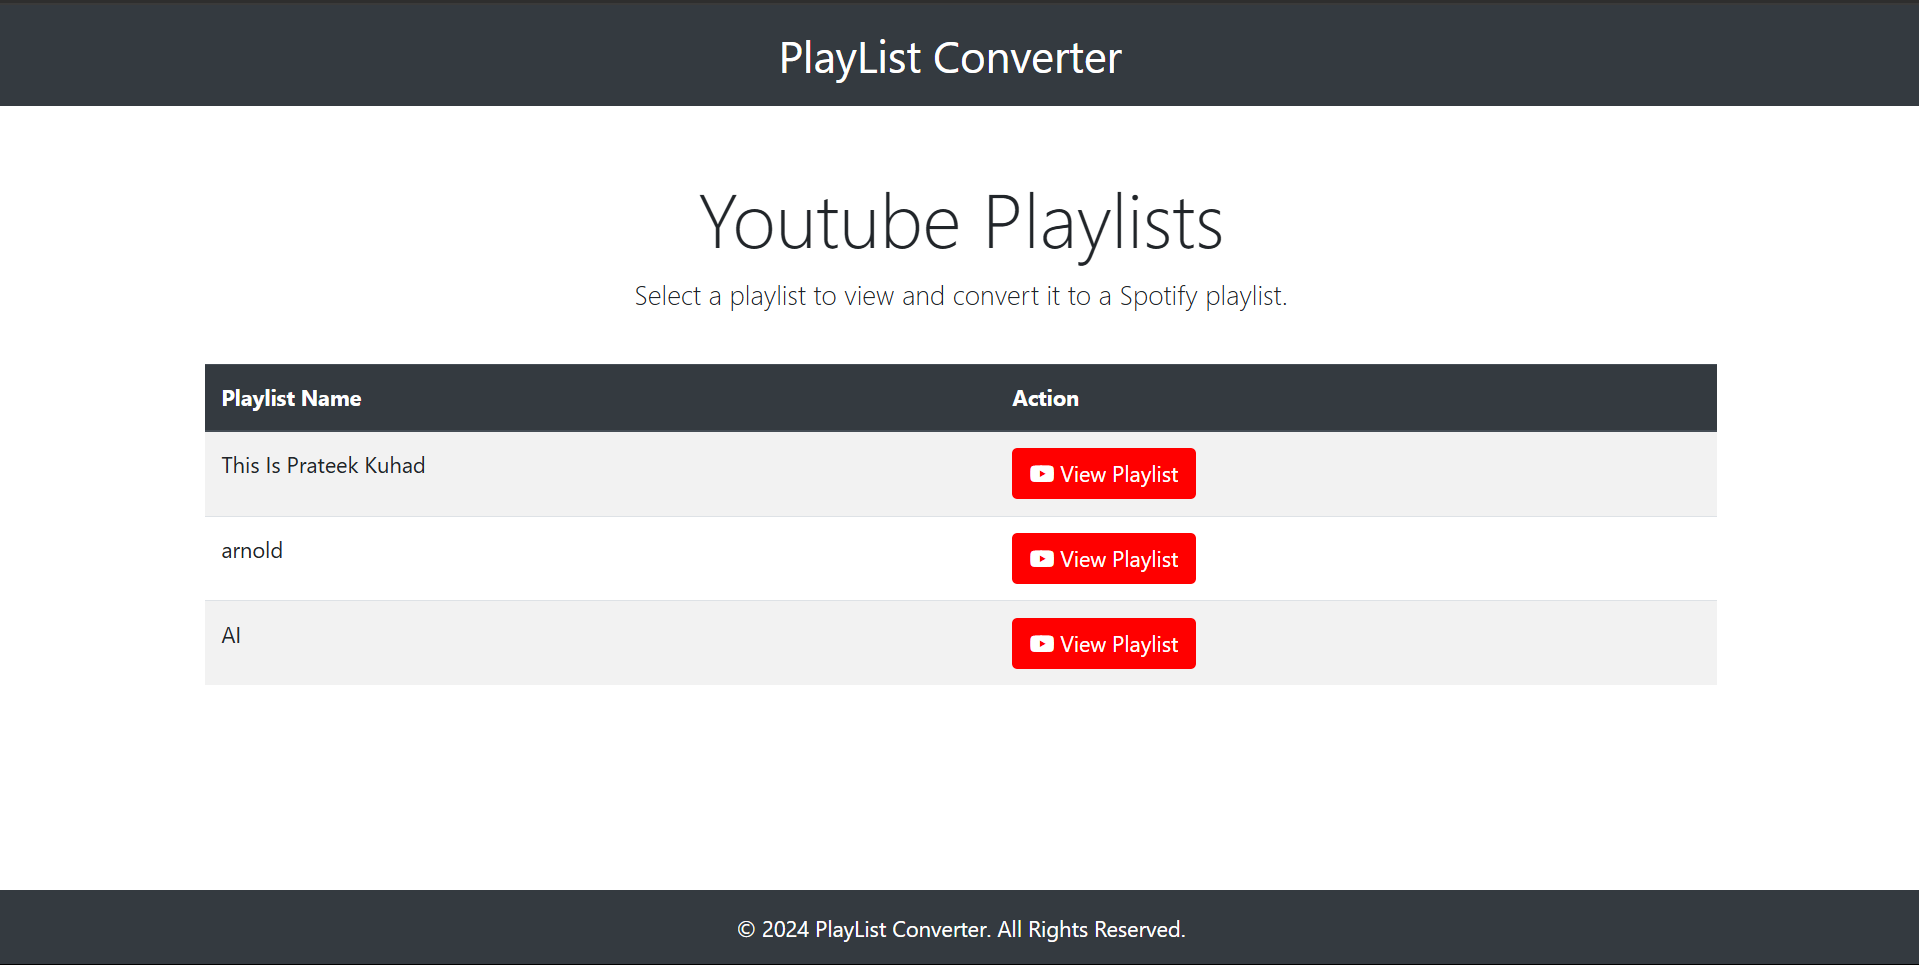 PlayList Converter
Youtube Playlists
Select a playlist to view and convert it to a Spotify playlist.
Playlist Name Action
This Is Prateek Kuhad View Playlist
arnold View Playlist
AI View Playlist
© 2024 PlayList Converter. All Rights Reserved.